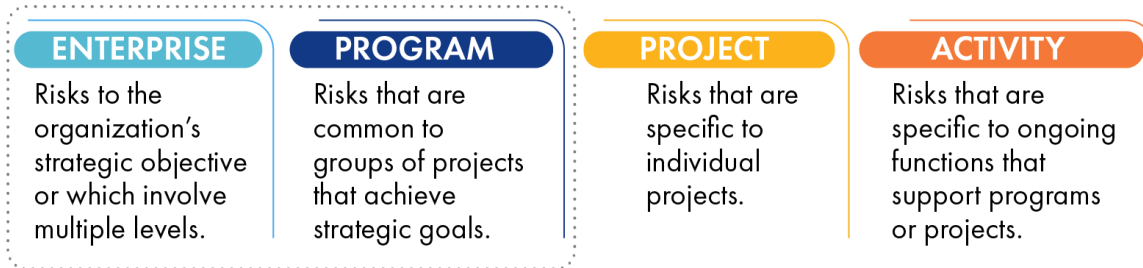 ENTERPRISE
Risks to the
organization’s
strategic objective
or which involve
multiple levels.
PROGRAM
Risks that are
common to
groups of projects
that achieve
strategic goals.
PROJECT
Risks that are
specific to
individual
projects.
ACTIVITY
Risks that are
specific to ongoing
functions that
support programs
or projects.